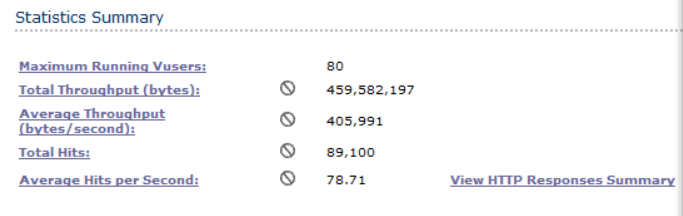 Statistics Summary
Maximum Running Vusers: 80
Total Throughput (bytes): 459,582,197
Average Throughput
(bytes/second): 405,991
Total Hits: 89,100
Average Hits per Second: 78.71 View HTTP Responses Summary